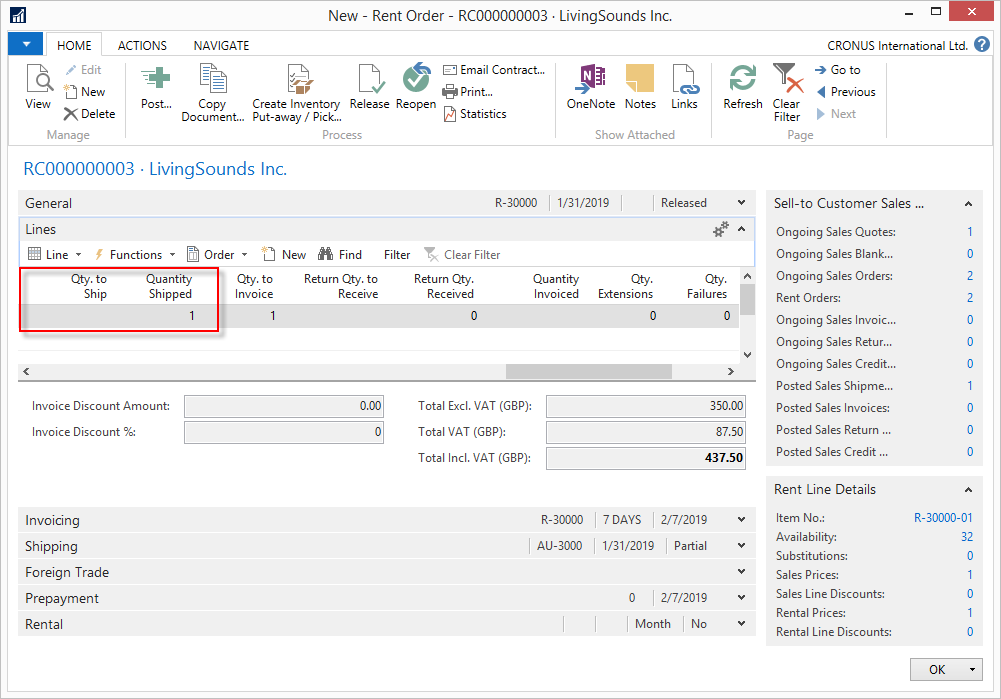 New - Rent Order - RC000000003 · LivingSounds Inc.
HOME ACTIONS NAVIGATE CRONUS International Ltd. ?
View
Edit
New
Delete
Manage
Post...
Copy
Document...
Create Inventory
Put-away / Pick...
Release
Reopen
Email Contract...
Print...
Statistics
Process
OneNote
Notes
Links
Show Attached
Refresh
Clear
Filter
Go to
Previous
Next
Page
RC000000003 · LivingSounds Inc.
General R-30000 1/31/2019 Released
Lines
Line Functions Order New Find Filter Clear Filter
Qty. to
Ship
Quantity
Shipped
Qty. to
Invoice
Return Qty. to
Receive
Return Qty.
Received
Quantity
Invoiced
Qty.
Extensions
Qty.
Failures
1 1 0 0 0
Invoice Discount Amount: 0.00
Invoice Discount %: 0
Total Excl. VAT (GBP): 350.00
Total VAT (GBP): 87.50
Total Incl. VAT (GBP): 437.50
Invoicing R-30000 7 DAYS 2/7/2019
Shipping AU-3000 1/31/2019 Partial
Foreign Trade
Prepayment 0 2/7/2019
Rental Month No
Sell-to Customer Sales ...
Ongoing Sales Quotes: 1
Ongoing Sales Blank... 0
Ongoing Sales Orders: 2
Rent Orders: 2
Ongoing Sales Invoic... 0
Ongoing Sales Retur... 0
Ongoing Sales Credit... 0
Posted Sales Shipme... 1
Posted Sales Invoices: 0
Posted Sales Return ... 0
Posted Sales Credit ... 0
Rent Line Details
Item No.: R-30000-01
Availability: 32
Substitutions: 0
Sales Prices: 1
Sales Line Discounts: 0
Rental Prices: 1
Rental Line Discounts: 0
OK